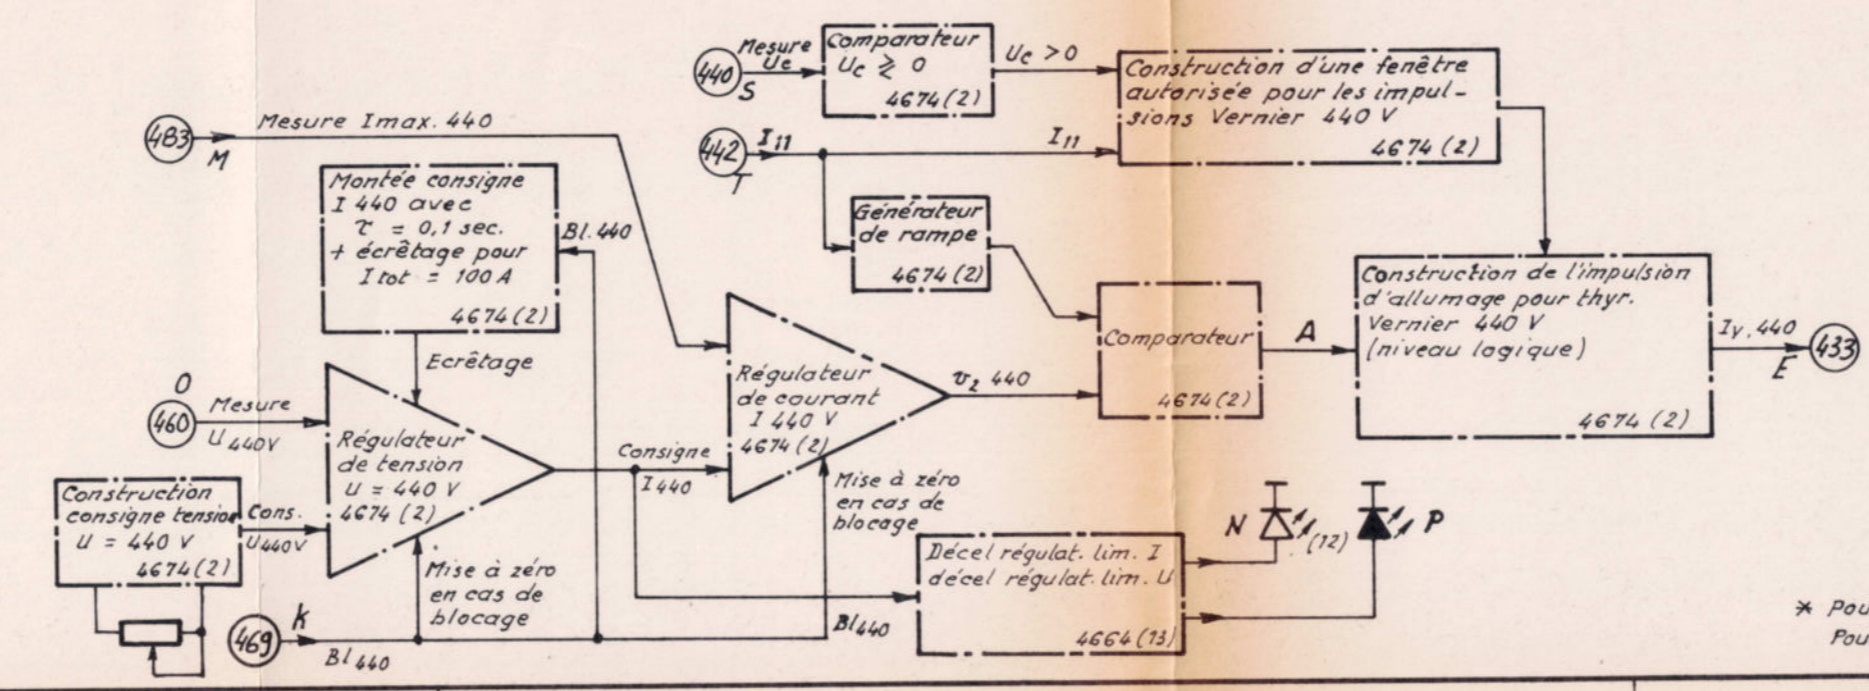 440
S
Mesure
Uc
Comparateur
Uc ≷ 0
4674(2)
Uc > 0
Construction d'une fenêtre
autorisée pour les impul-
sions Vernier 440 V
4674(2)
483
M
Mesure Imax. 440
442
T
I11
I11
Montée consigne
I 440 avec
τ = 0,1 sec.
+ écrêtage pour
I tot = 100 A
4674(2)
Bl.440
Générateur
de rampe
4674(2)
Ecrêtage
Comparateur
4674(2)
A
Construction de l'impulsion
d'allumage pour thyr.
Vernier 440 V
(niveau logique)
4674(2)
Iv.440
E
433
O
460
Mesure
U440V
Régulateur
de tension
U = 440 V
4674(2)
Régulateur
de courant
I 440 V
4674(2)
v2 440
Consigne
I440
Construction
consigne tension
U = 440 V
4674(2)
Cons.
U440V
Mise à zéro
en cas de
blocage
Mise à zéro
en cas de
blocage
469
k
Bl440
Bl440
Décel régulat. lim. I
décel régulat. lim. U
4664(13)
N
(12)
P
* Pou
Pou